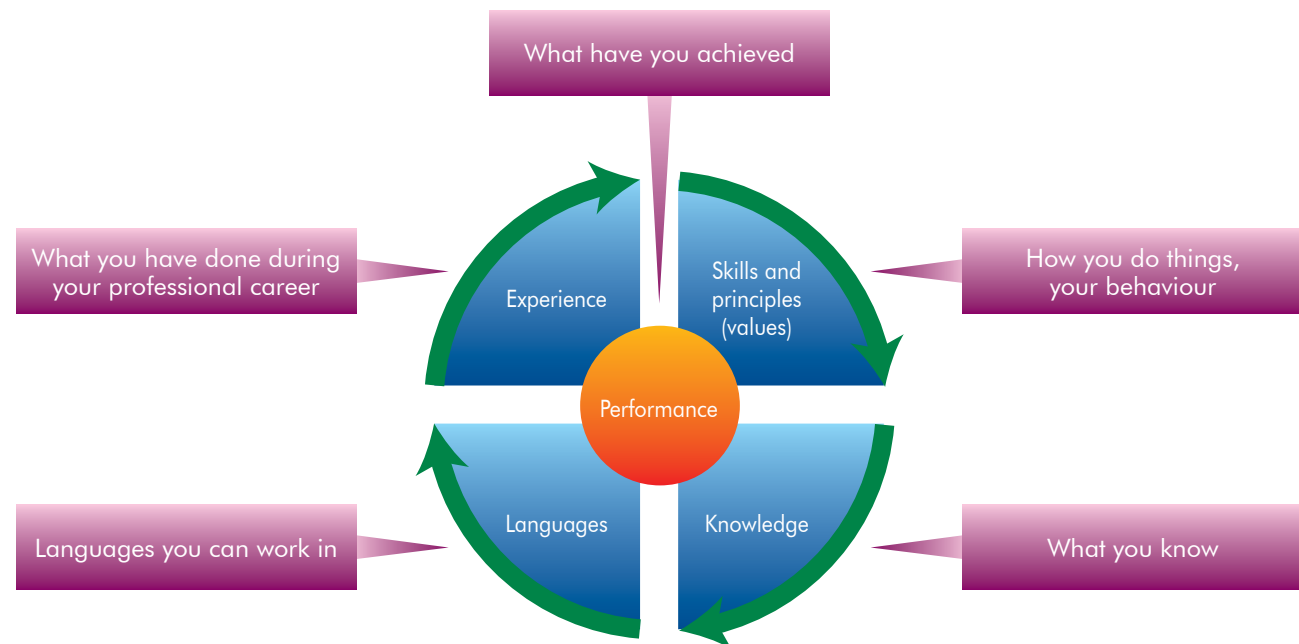 What have you achieved
What you have done during
your professional career
How you do things,
your behaviour
Experience
Skills and
principles
(values)
Performance
Languages
Knowledge
Languages you can work in
What you know